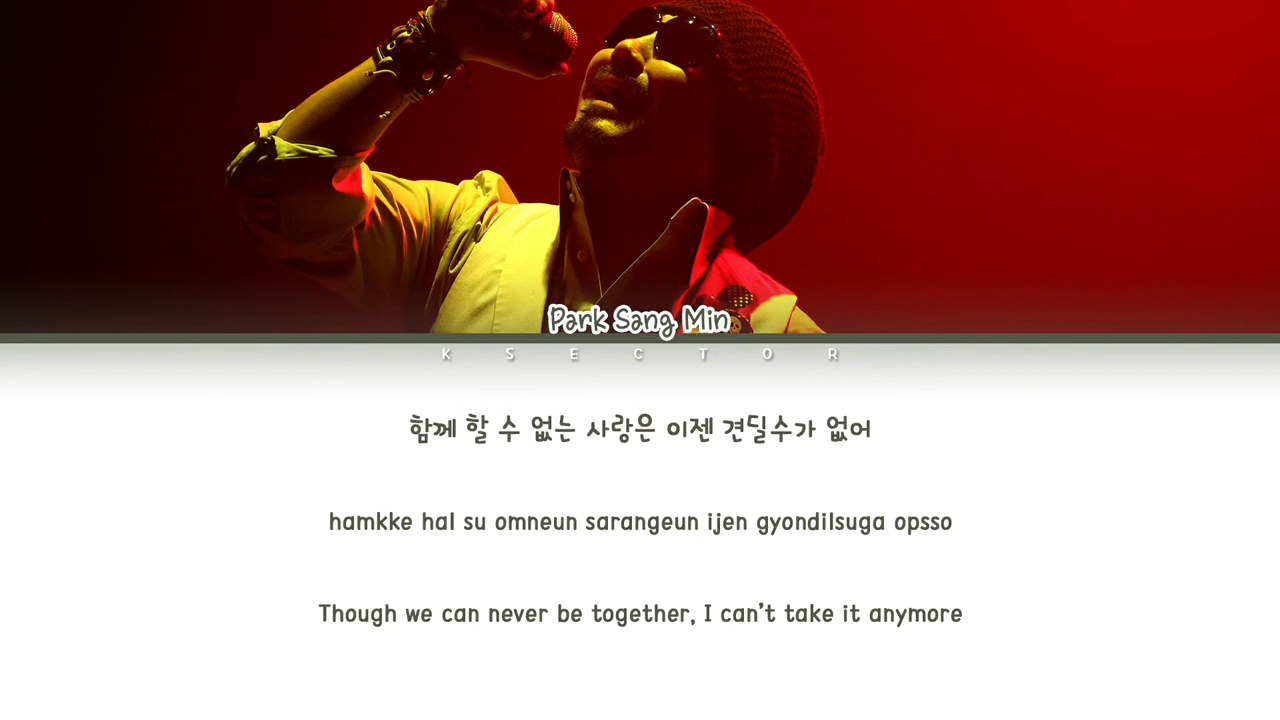 Park Sang Min
K S E C T O R
함께 할 수 없는 사랑은 이젠 견딜수가 없어
hamkke hal su omneun sarangeun ijen gyondilsuga opsso
Though we can never be together, I can't take it anymore